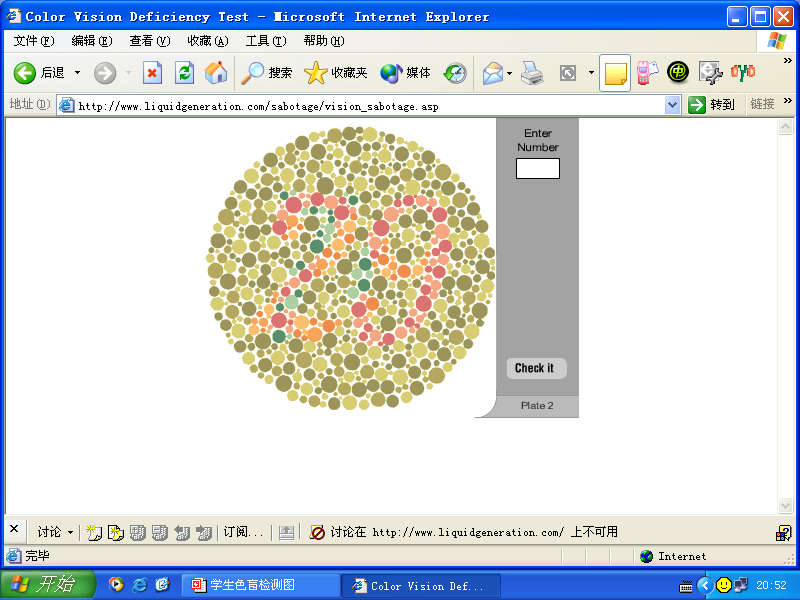 Color Vision Deficiency Test - Microsoft Internet Explorer
文件(F) 编辑(E) 查看(V) 收藏(A) 工具(T) 帮助(H)
后退 搜索 收藏夹 媒体
地址(D) http://www.liquidgeneration.com/sabotage/vision_sabotage.asp 转到 链接 »
29
Enter
Number
Check it
Plate 2
讨论 订阅... 讨论在 http://www.liquidgeneration.com/ 上不可用
完毕 Internet
开始 学生色盲检测图 Color Vision Def... 20:52